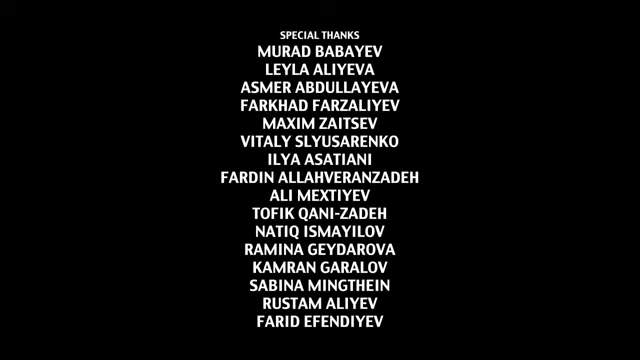 SPECIAL THANKS
MURAD BABAYEV
LEYLA ALIYEVA
ASMER ABDULLAYEVA
FARKHAD FARZALIYEV
MAXIM ZAITSEV
VITALY SLYUSARENKO
ILYA ASATIANI
FARDIN ALLAHVERANZADEH
ALI MEXTIYEV
TOFIK QANI-ZADEH
NATIQ ISMAYILOV
RAMINA GEYDAROVA
KAMRAN GARALOV
SABINA MINGTHEIN
RUSTAM ALIYEV
FARID EFENDIYEV